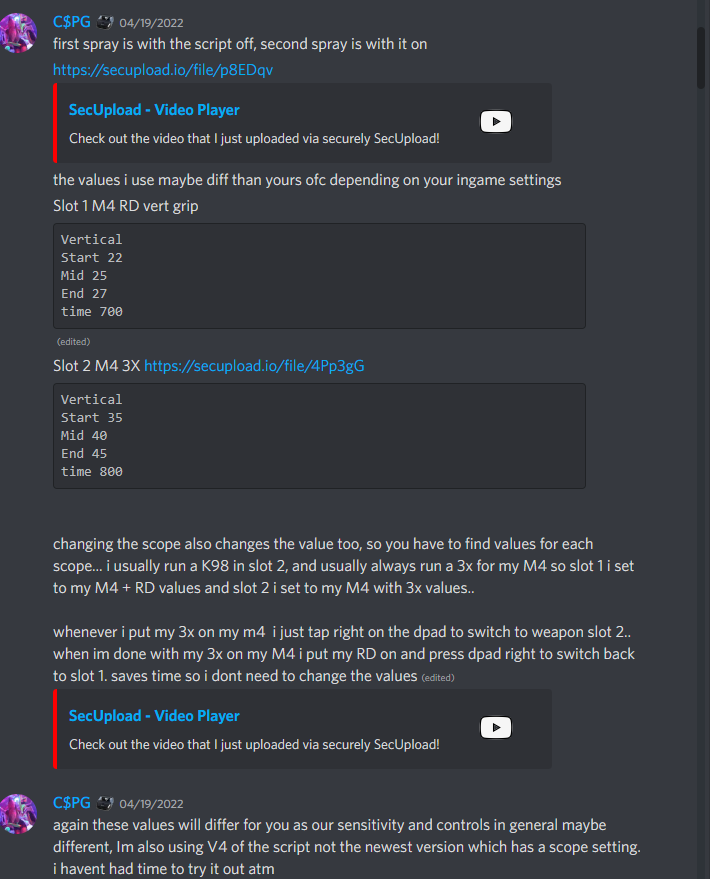 C$PG 04/19/2022
first spray is with the script off, second spray is with it on
https://secupload.io/file/p8EDqv
SecUpload - Video Player
Check out the video that I just uploaded via securely SecUpload!
the values i use maybe diff than yours ofc depending on your ingame settings
Slot 1 M4 RD vert grip
Vertical
Start 22
Mid 25
End 27
time 700
(edited)
Slot 2 M4 3X https://secupload.io/file/4Pp3gG
Vertical
Start 35
Mid 40
End 45
time 800
changing the scope also changes the value too, so you have to find values for each
scope... i usually run a K98 in slot 2, and usually always run a 3x for my M4 so slot 1 i set
to my M4 + RD values and slot 2 i set to my M4 with 3x values..
whenever i put my 3x on my m4 i just tap right on the dpad to switch to weapon slot 2..
when im done with my 3x on my M4 i put my RD on and press dpad right to switch back
to slot 1. saves time so i dont need to change the values (edited)
SecUpload - Video Player
Check out the video that I just uploaded via securely SecUpload!
C$PG 04/19/2022
again these values will differ for you as our sensitivity and controls in general maybe
different, Im also using V4 of the script not the newest version which has a scope setting.
i havent had time to try it out atm